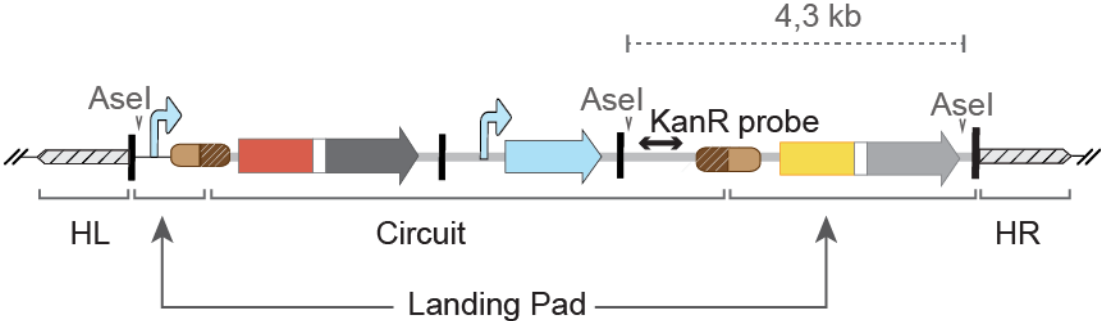 4,3 kb
AseI
AseI
AseI
KanR probe
HL
Circuit
HR
Landing Pad